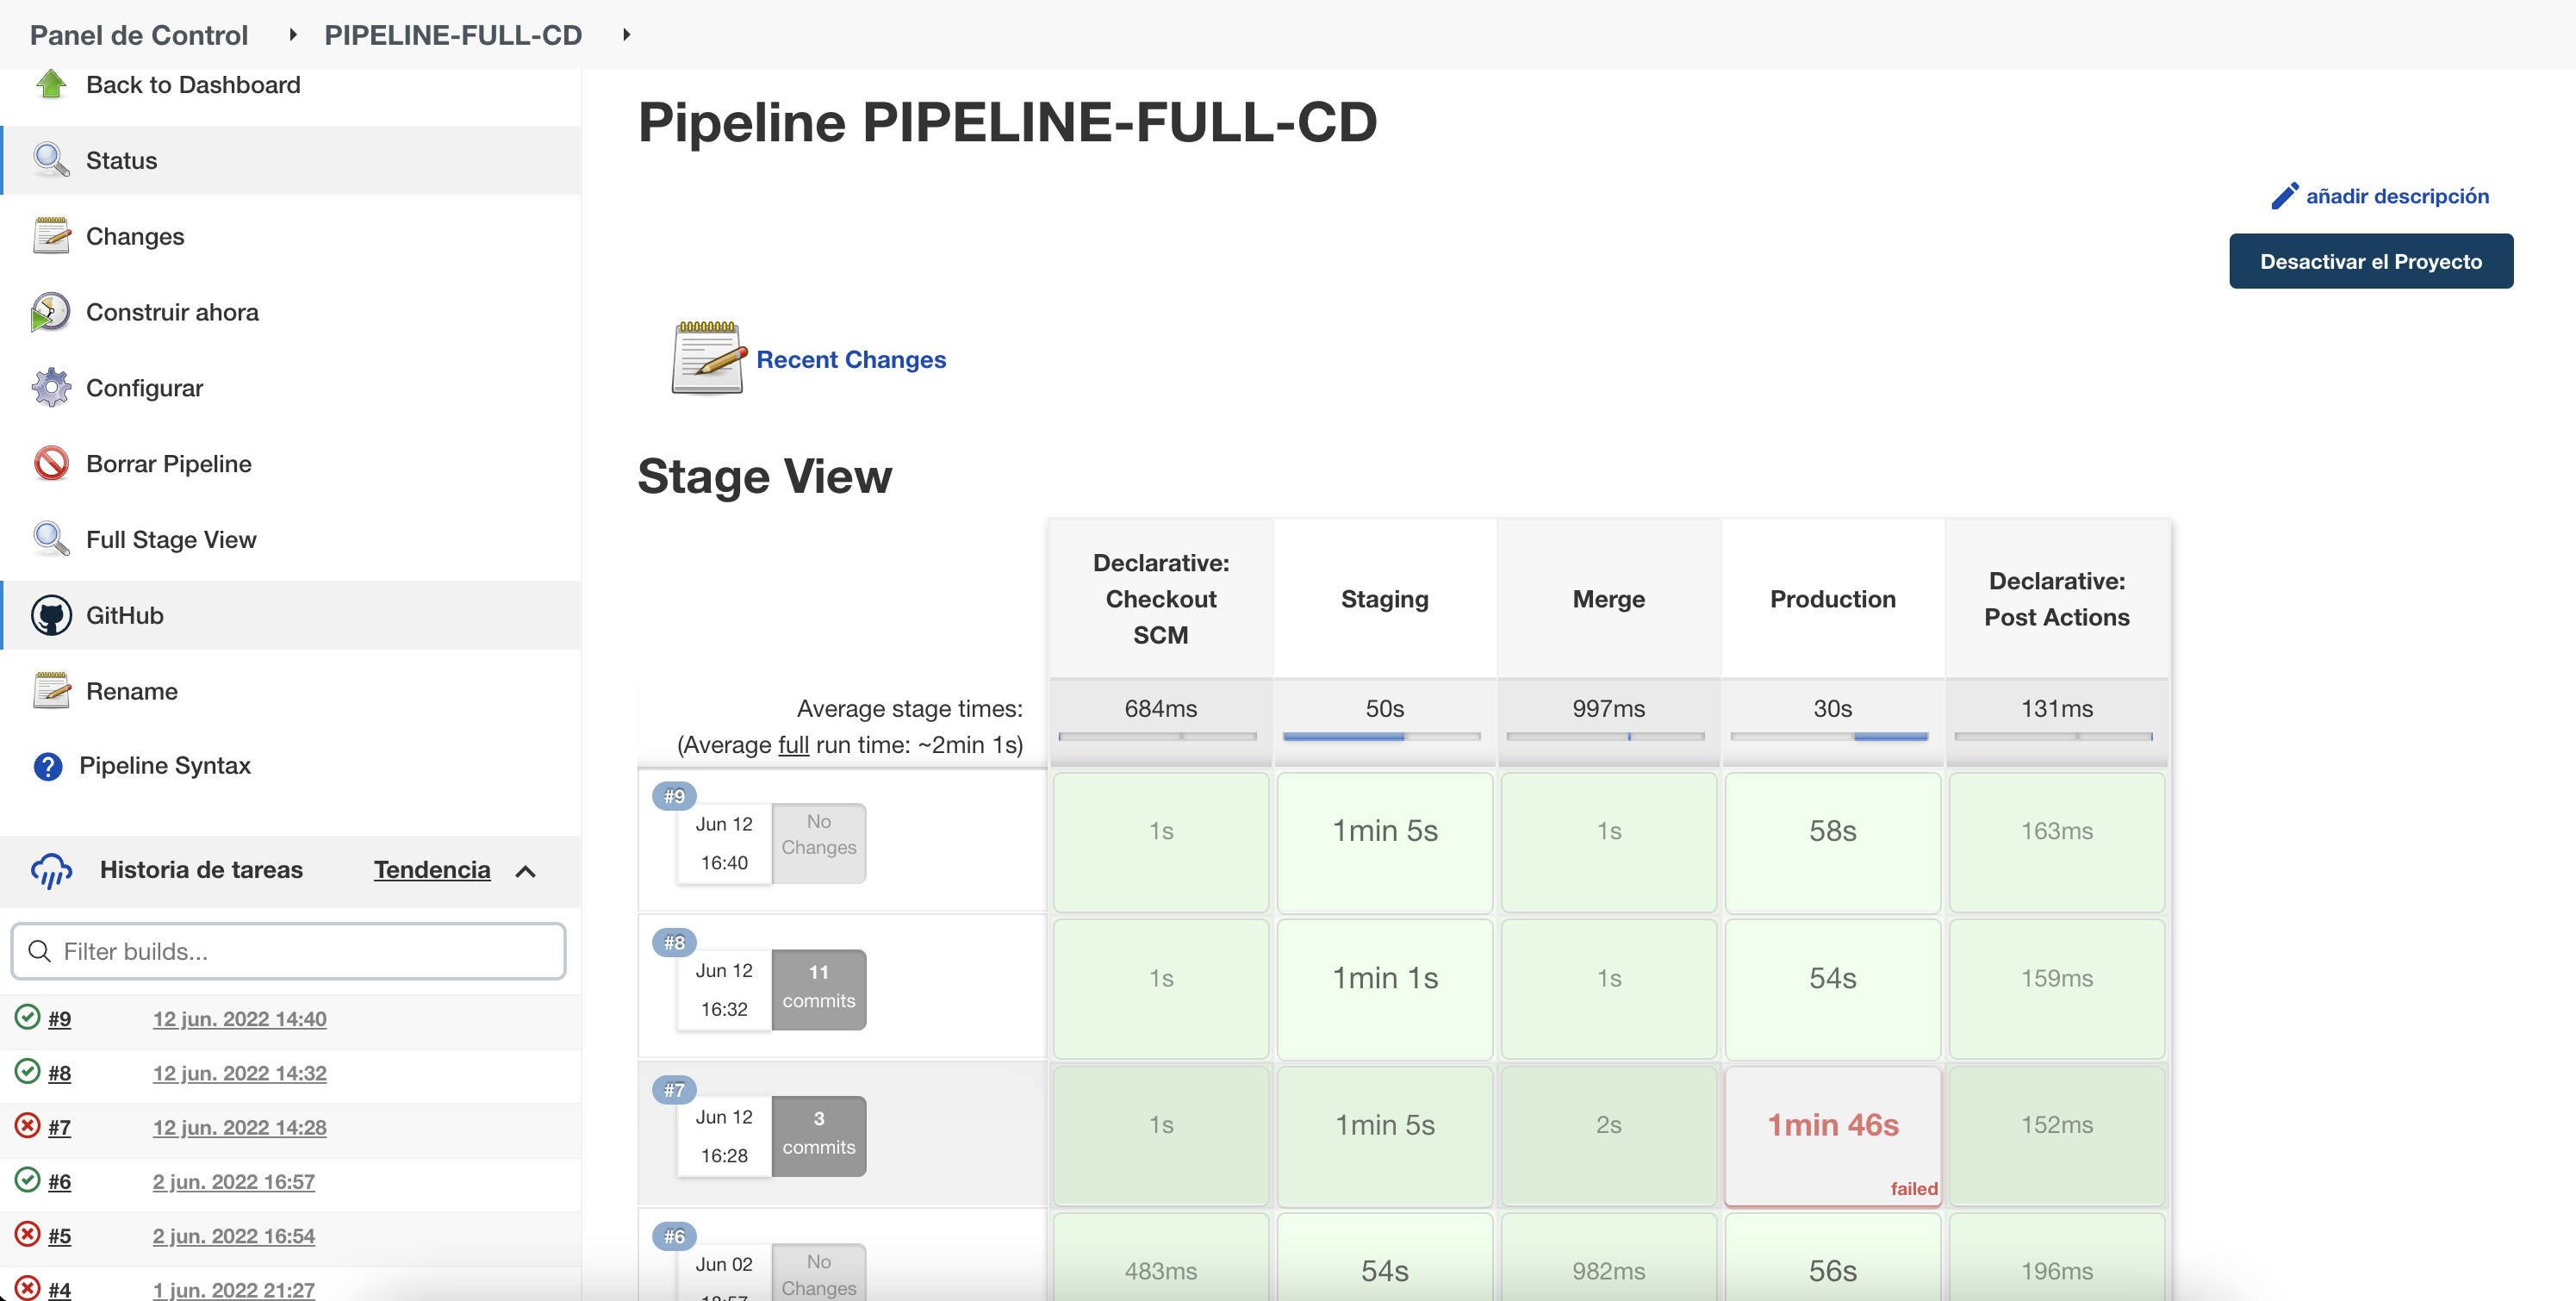 Panel de Control
PIPELINE-FULL-CD
Back to Dashboard
Status
Changes
Construir ahora
Configurar
Borrar Pipeline
Full Stage View
GitHub
Rename
Pipeline Syntax
Historia de tareas
Tendencia
Filter builds...
#9 12 jun. 2022 14:40
#8 12 jun. 2022 14:32
#7 12 jun. 2022 14:28
#6 2 jun. 2022 16:57
#5 2 jun. 2022 16:54
#4 1 jun. 2022 21:27
Pipeline PIPELINE-FULL-CD
añadir descripción
Desactivar el Proyecto
Recent Changes
Stage View
Declarative:
Checkout
SCM
Staging
Merge
Production
Declarative:
Post Actions
Average stage times:
(Average full run time: ~2min 1s)
684ms
50s
997ms
30s
131ms
#9
Jun 12
16:40
No
Changes
1s
1min 5s
1s
58s
163ms
#8
Jun 12
16:32
11
commits
1s
1min 1s
1s
54s
159ms
#7
Jun 12
16:28
3
commits
1s
1min 5s
2s
1min 46s
failed
152ms
#6
Jun 02
No
Changes
483ms
54s
982ms
56s
196ms